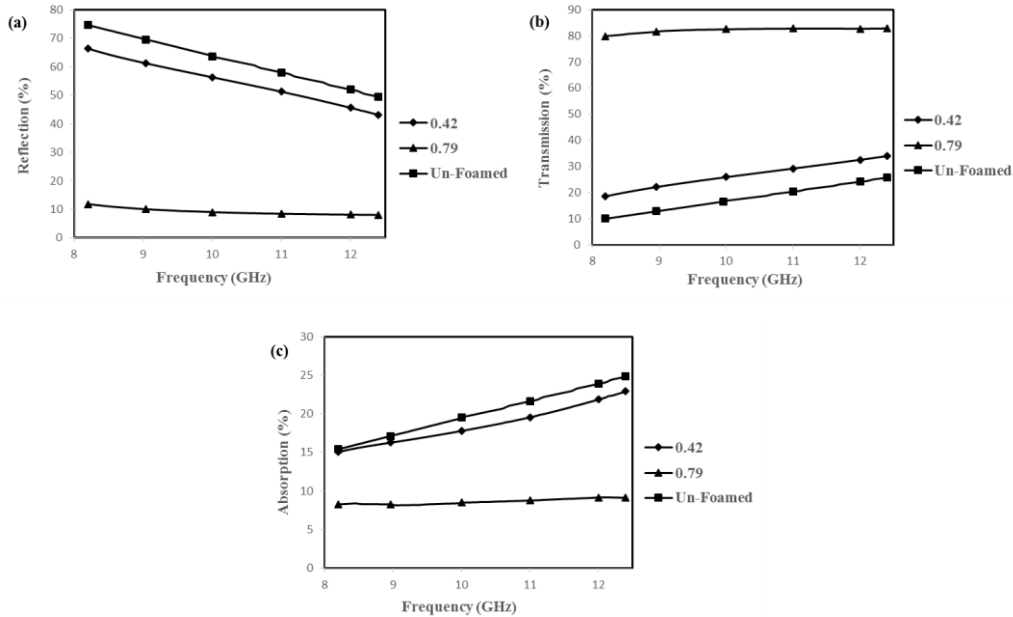 (a)
80
70
60
50
40
30
20
10
0
Reflection (%)
8 9 10 11 12
Frequency (GHz)
0.42
0.79
Un-Foamed
(b)
90
80
70
60
50
40
30
20
10
0
Transmission (%)
8 9 10 11 12
Frequency (GHz)
0.42
0.79
Un-Foamed
(c)
30
25
20
15
10
5
0
Absorption (%)
8 9 10 11 12
Frequency (GHz)
0.42
0.79
Un-Foamed